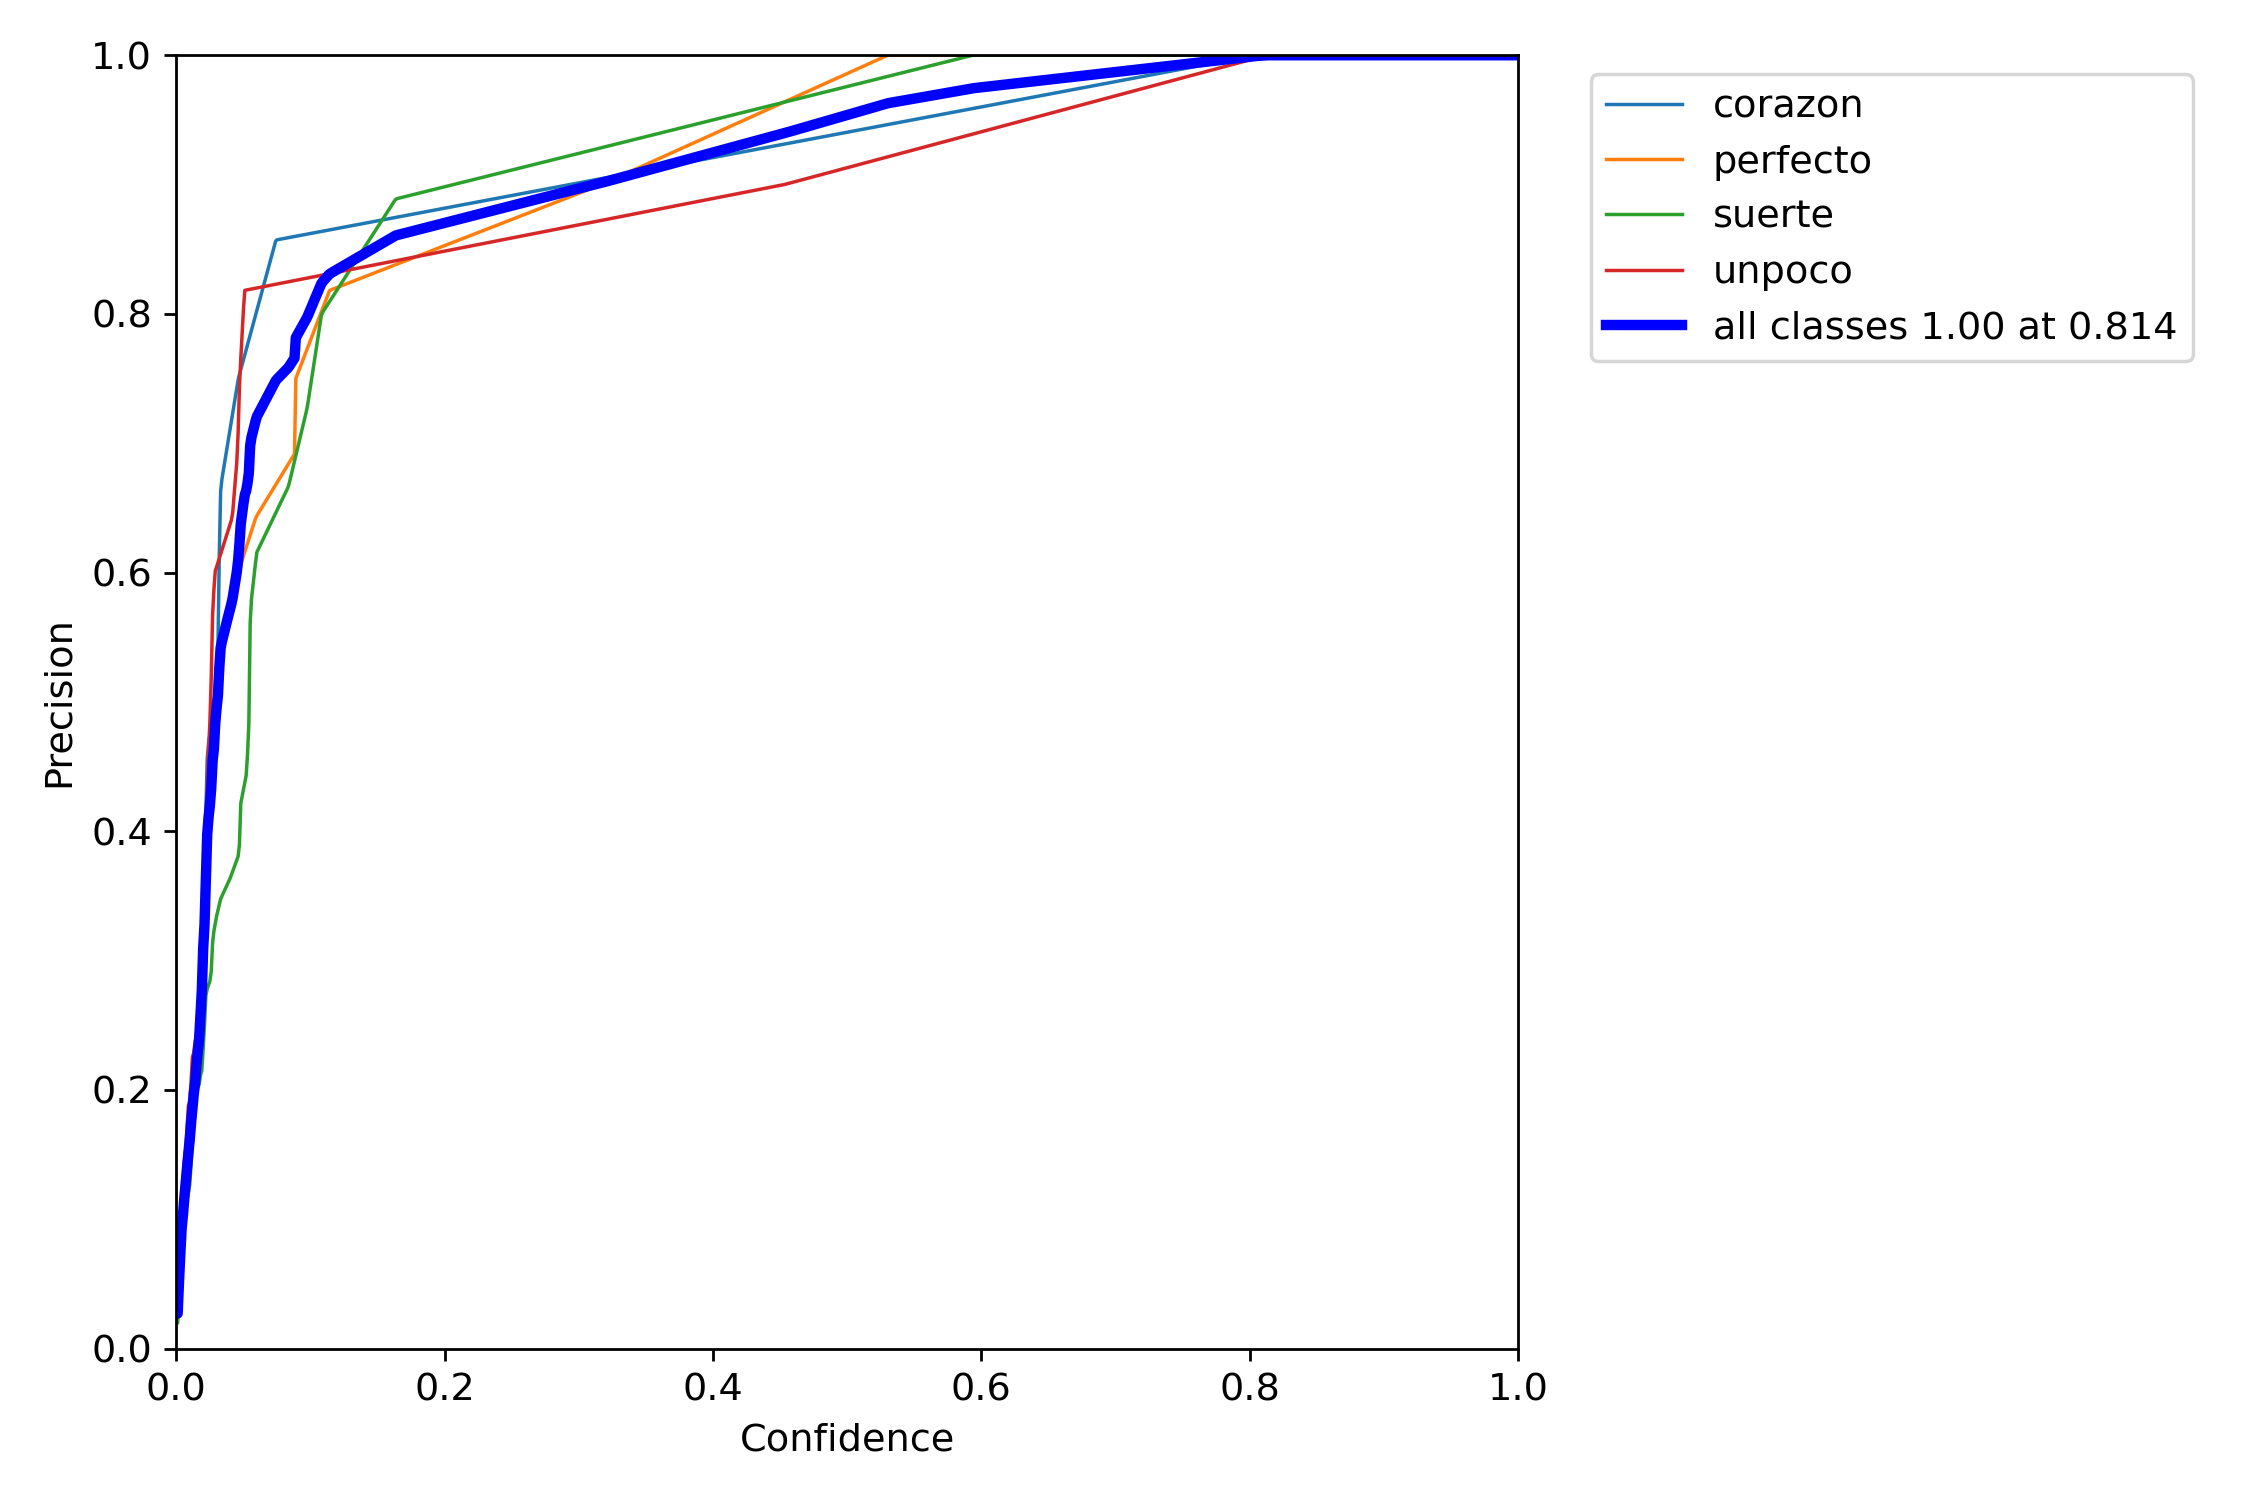 1.0
0.8
0.6
0.4
0.2
0.0
Precision
0.0 0.2 0.4 0.6 0.8 1.0
Confidence
corazon
perfecto
suerte
unpoco
all classes 1.00 at 0.814